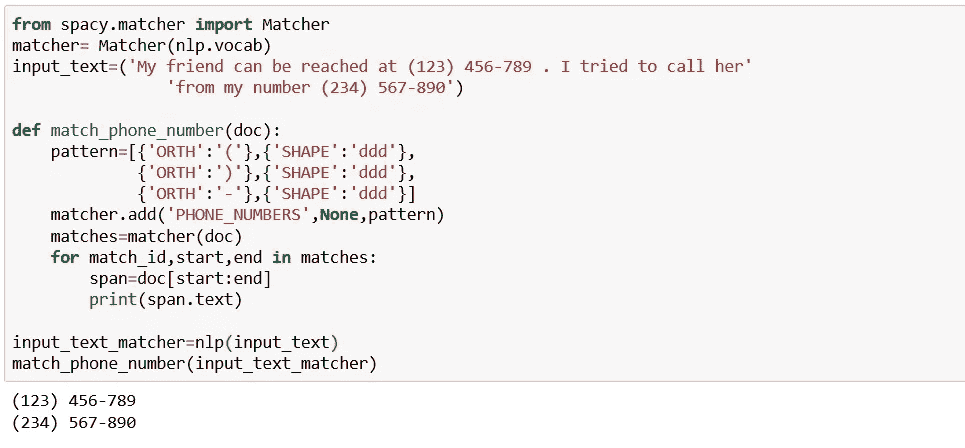 from spacy.matcher import Matcher
matcher= Matcher(nlp.vocab)
input_text=('My friend can be reached at (123) 456-789 . I tried to call her'
                'from my number (234) 567-890')

def match_phone_number(doc):
    pattern=[{'ORTH':'('},{'SHAPE':'ddd'},
             {'ORTH':')'},{'SHAPE':'ddd'},
             {'ORTH':'-'},{'SHAPE':'ddd'}]
    matcher.add('PHONE_NUMBERS',None,pattern)
    matches=matcher(doc)
    for match_id,start,end in matches:
        span=doc[start:end]
        print(span.text)

input_text_matcher=nlp(input_text)
match_phone_number(input_text_matcher)
(123) 456-789
(234) 567-890